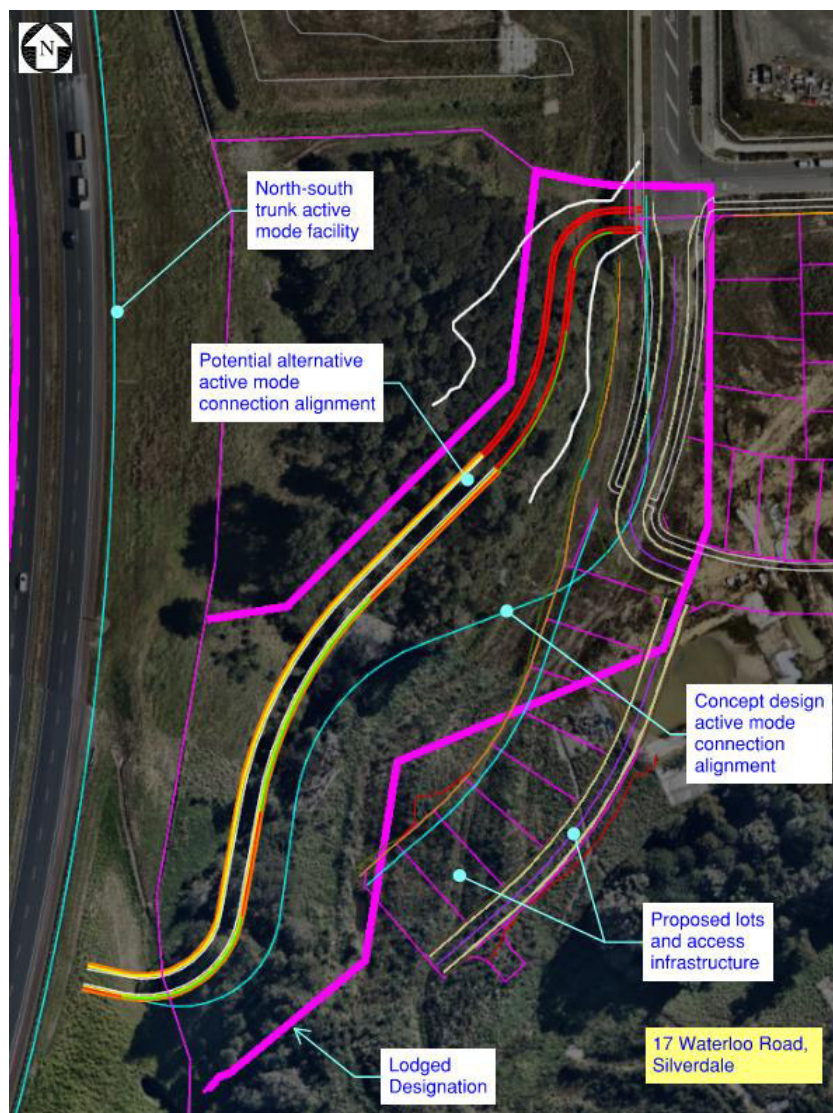 N
North-south
trunk active
mode facility
Potential alternative
active mode
connection alignment
Concept design
active mode
connection
alignment
Proposed lots
and access
infrastructure
Lodged
Designation
17 Waterloo Road,
Silverdale